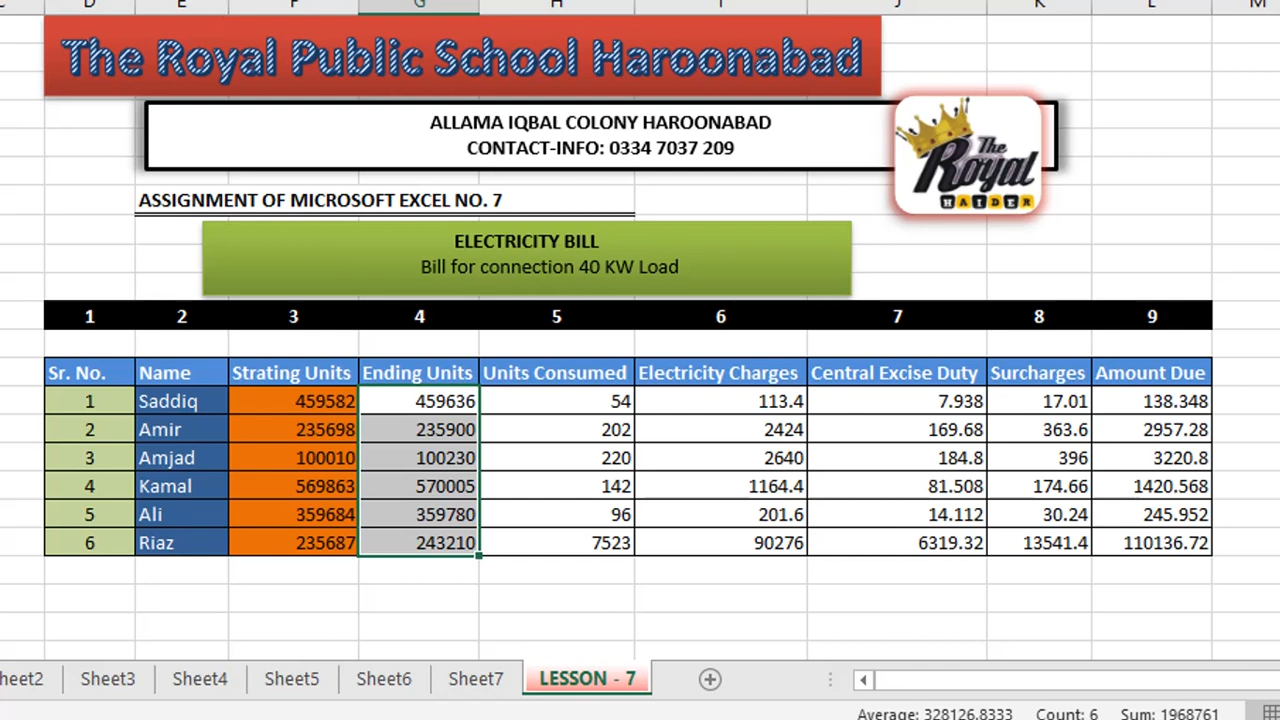 D E F G H I J K L M
The Royal Public School Haroonabad
ALLAMA IQBAL COLONY HAROONABAD
CONTACT-INFO: 0334 7037 209
The
Royal
HAIDER
ASSIGNMENT OF MICROSOFT EXCEL NO. 7
ELECTRICITY BILL
Bill for connection 40 KW Load
1 2 3 4 5 6 7 8 9
Sr. No. Name Strating Units Ending Units Units Consumed Electricity Charges Central Excise Duty Surcharges Amount Due
1 Saddiq 459582 459636 54 113.4 7.938 17.01 138.348
2 Amir 235698 235900 202 2424 169.68 363.6 2957.28
3 Amjad 100010 100230 220 2640 184.8 396 3220.8
4 Kamal 569863 570005 142 1164.4 81.508 174.66 1420.568
5 Ali 359684 359780 96 201.6 14.112 30.24 245.952
6 Riaz 235687 243210 7523 90276 6319.32 13541.4 110136.72
heet2 Sheet3 Sheet4 Sheet5 Sheet6 Sheet7 LESSON - 7
Average: 328126.8333 Count: 6 Sum: 1968761